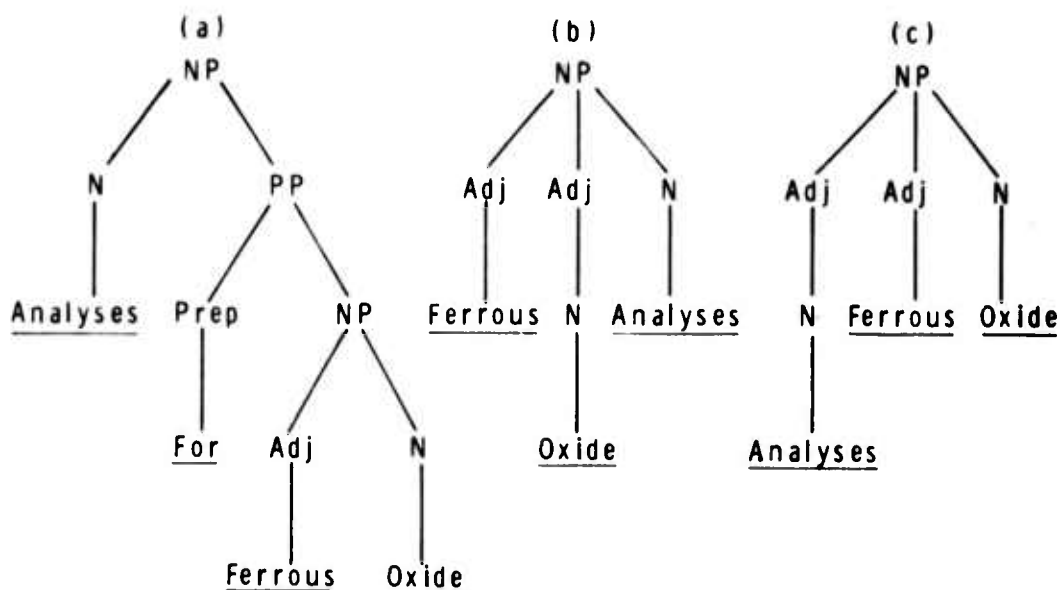 (a) (b) (c)
NP NP NP
N PP Adj Adj N Adj Adj N
Analyses Prep NP Ferrous N Analyses N Ferrous Oxide
For Adj N Oxide Analyses
Ferrous Oxide